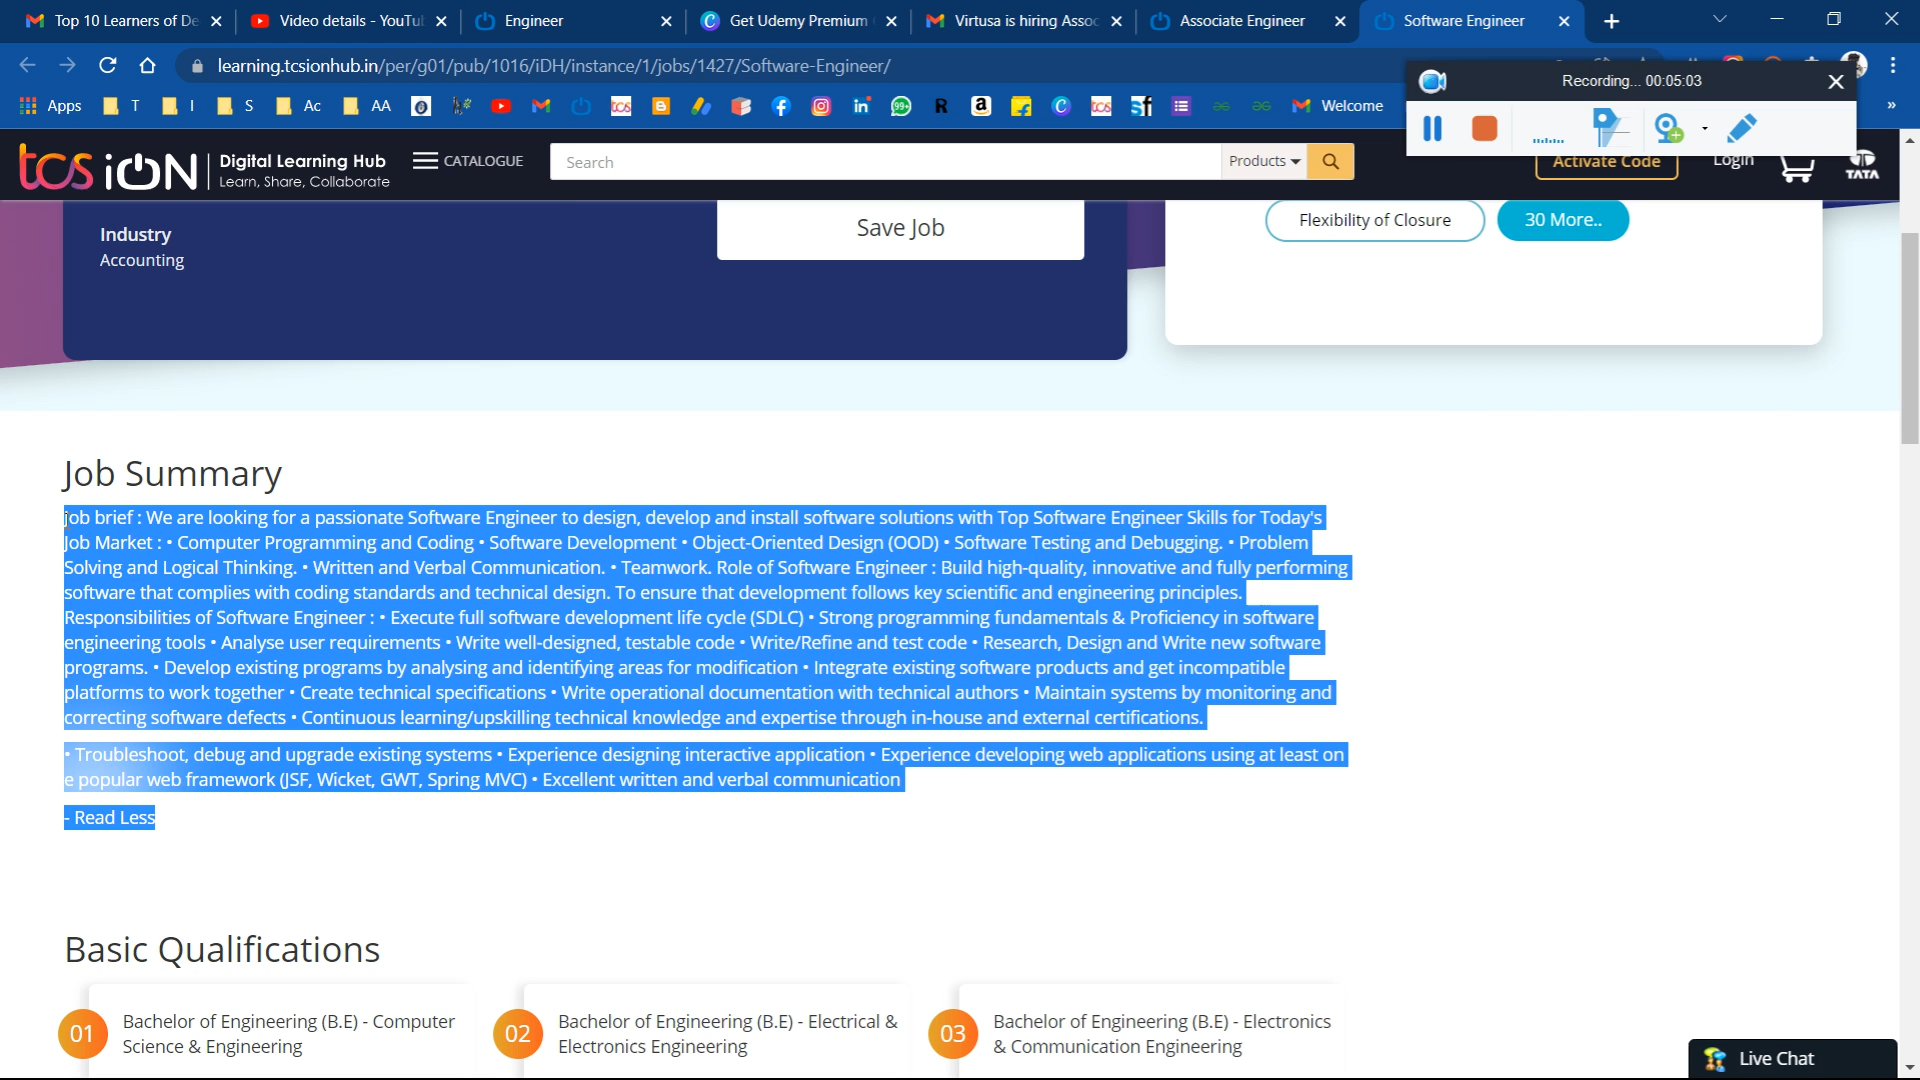 Top 10 Learners of De
Video details - YouTu
Engineer
Get Udemy Premium
Virtusa is hiring Assoc
Associate Engineer
Software Engineer
learning.tcsionhub.in/per/g01/pub/1016/iDH/instance/1/jobs/1427/Software-Engineer/
Apps
T
I
S
Ac
AA
tcs
99+
R
a
tcs
sf
Welcome
»
Recording... 00:05:03
tcs iON
Digital Learning Hub
Learn, Share, Collaborate
CATALOGUE
Search
Products
Activate Code
Login
TATA
Industry
Accounting
Save Job
Flexibility of Closure
30 More..
Job Summary
Job brief : We are looking for a passionate Software Engineer to design, develop and install software solutions with Top Software Engineer Skills for Today's
Job Market : • Computer Programming and Coding • Software Development • Object-Oriented Design (OOD) • Software Testing and Debugging. • Problem
Solving and Logical Thinking. • Written and Verbal Communication. • Teamwork. Role of Software Engineer : Build high-quality, innovative and fully performing
software that complies with coding standards and technical design. To ensure that development follows key scientific and engineering principles.
Responsibilities of Software Engineer : • Execute full software development life cycle (SDLC) • Strong programming fundamentals & Proficiency in software
engineering tools • Analyse user requirements • Write well-designed, testable code • Write/Refine and test code • Research, Design and Write new software
programs. • Develop existing programs by analysing and identifying areas for modification • Integrate existing software products and get incompatible
platforms to work together • Create technical specifications • Write operational documentation with technical authors • Maintain systems by monitoring and
correcting software defects • Continuous learning/upskilling technical knowledge and expertise through in-house and external certifications.
• Troubleshoot, debug and upgrade existing systems • Experience designing interactive application • Experience developing web applications using at least on
e popular web framework (JSF, Wicket, GWT, Spring MVC) • Excellent written and verbal communication
- Read Less
Basic Qualifications
01
Bachelor of Engineering (B.E) - Computer
Science & Engineering
02
Bachelor of Engineering (B.E) - Electrical &
Electronics Engineering
03
Bachelor of Engineering (B.E) - Electronics
& Communication Engineering
Live Chat